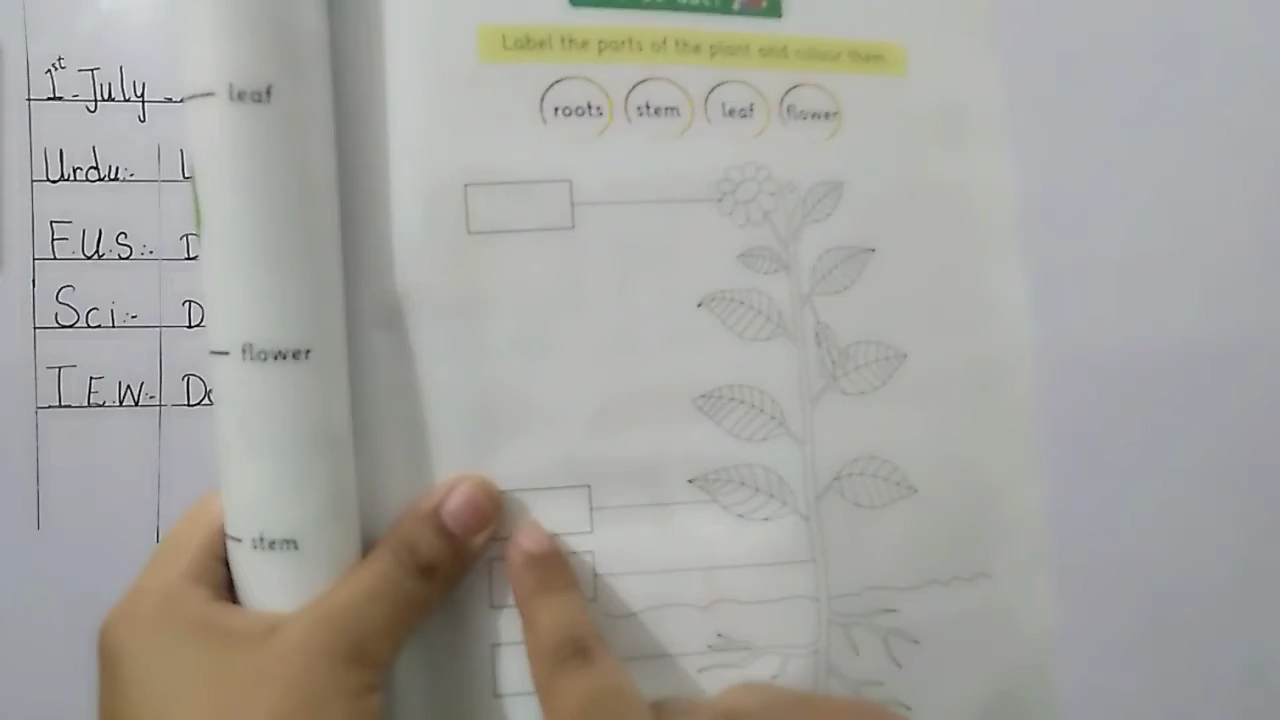 1st July
Urdu:-
F.U.S:-
Sci:-
I.E.W:-
leaf
flower
stem
Label the parts of the plant and colour them
roots stem leaf flower